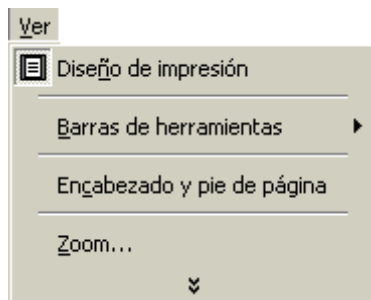 Ver
Diseño de impresión
Barras de herramientas
Encabezado y pie de página
Zoom...